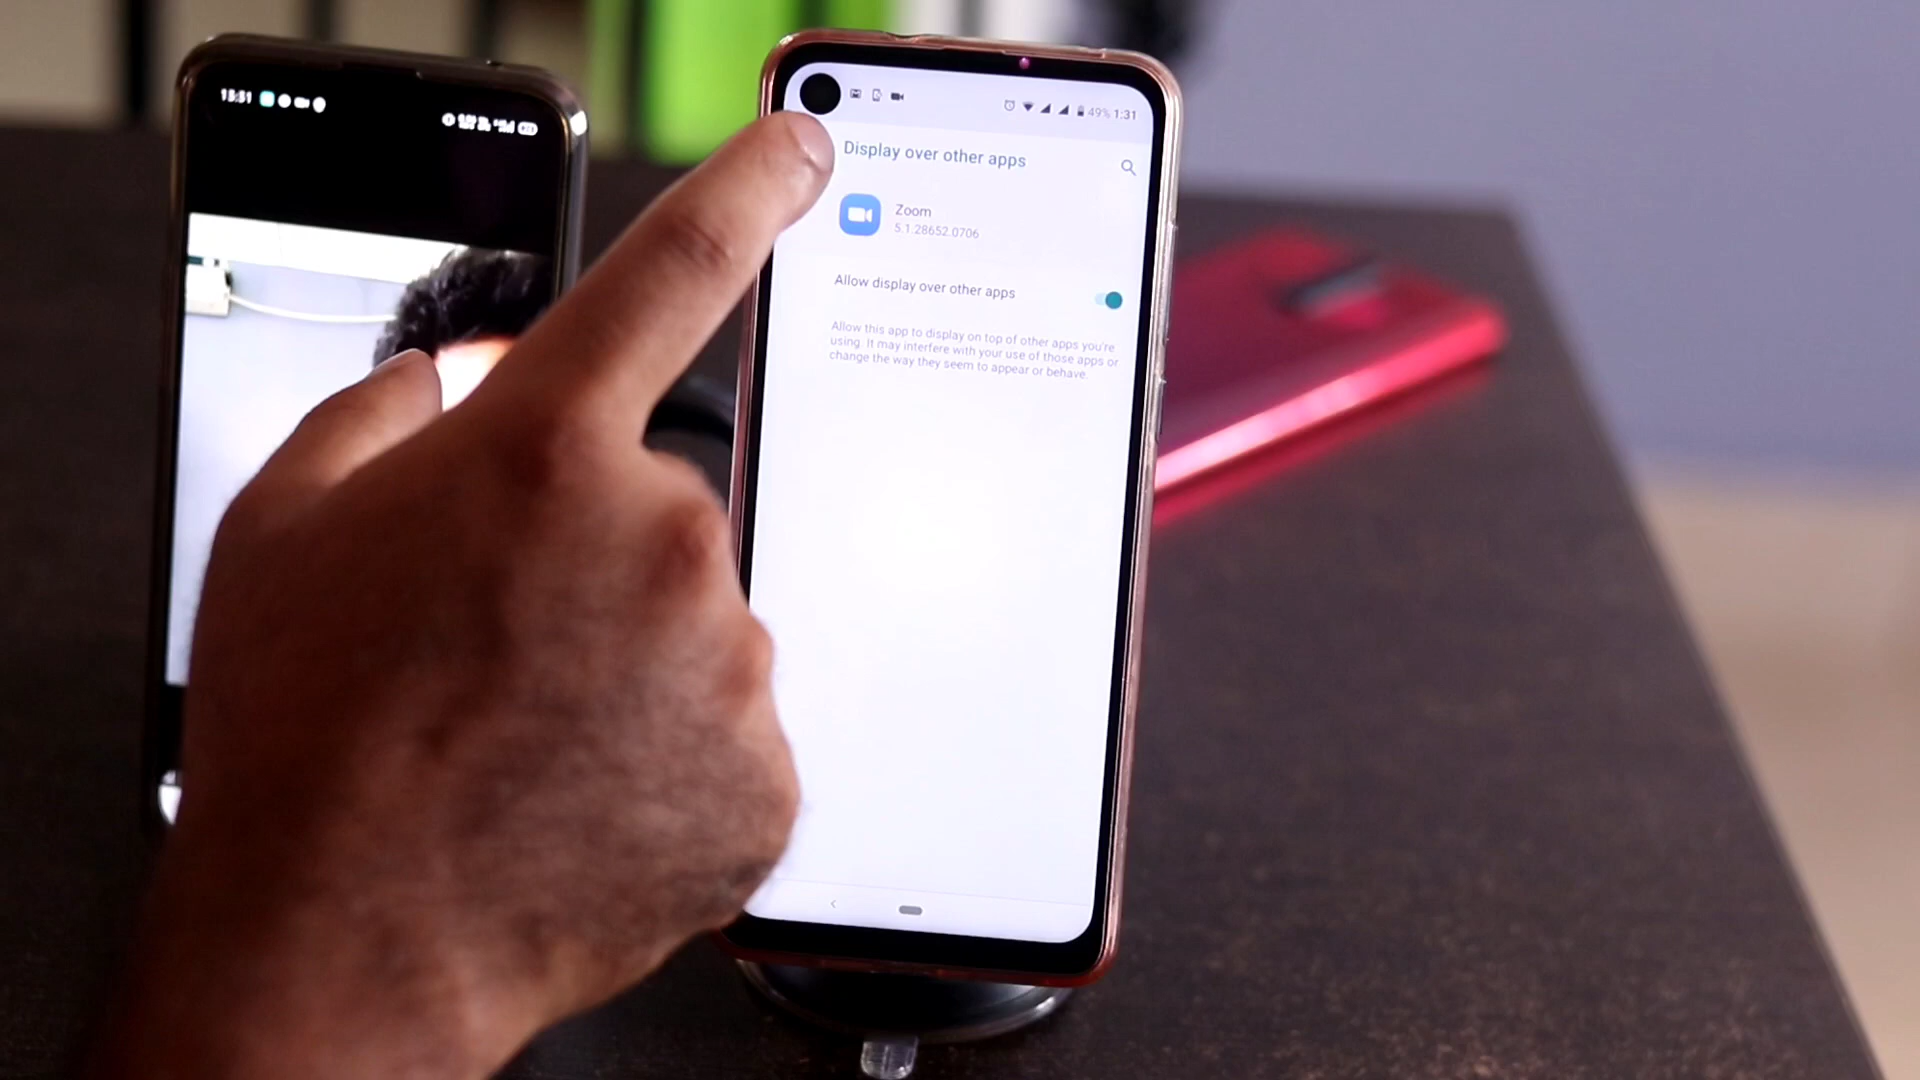 13:51
49% 1:31
Display over other apps
Zoom
5.1.28652.0706
Allow display over other apps
Allow this app to display on top of other apps you're
using. It may interfere with your use of those apps or
change the way they seem to appear or behave.